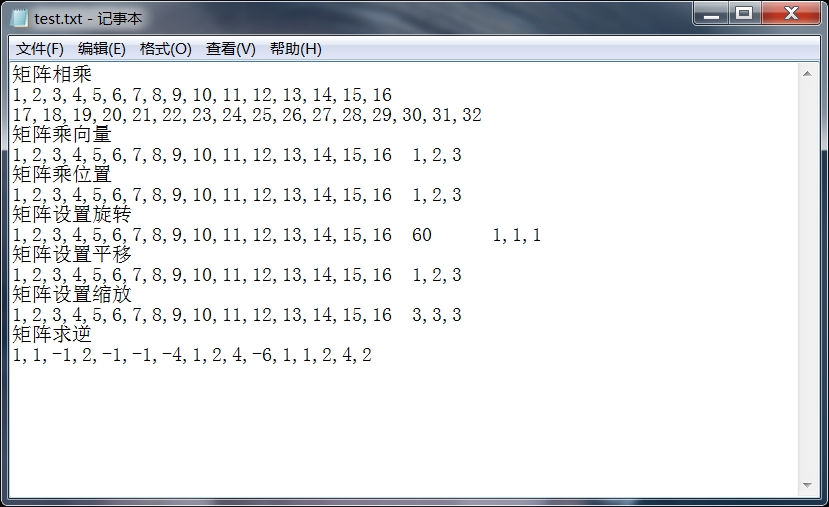 test.txt - 记事本
文件(F) 编辑(E) 格式(O) 查看(V) 帮助(H)
矩阵相乘
1,2,3,4,5,6,7,8,9,10,11,12,13,14,15,16
17,18,19,20,21,22,23,24,25,26,27,28,29,30,31,32
矩阵乘向量
1,2,3,4,5,6,7,8,9,10,11,12,13,14,15,16  1,2,3
矩阵乘位置
1,2,3,4,5,6,7,8,9,10,11,12,13,14,15,16  1,2,3
矩阵设置旋转
1,2,3,4,5,6,7,8,9,10,11,12,13,14,15,16  60      1,1,1
矩阵设置平移
1,2,3,4,5,6,7,8,9,10,11,12,13,14,15,16  1,2,3
矩阵设置缩放
1,2,3,4,5,6,7,8,9,10,11,12,13,14,15,16  3,3,3
矩阵求逆
1,1,-1,2,-1,-1,-4,1,2,4,-6,1,1,2,4,2